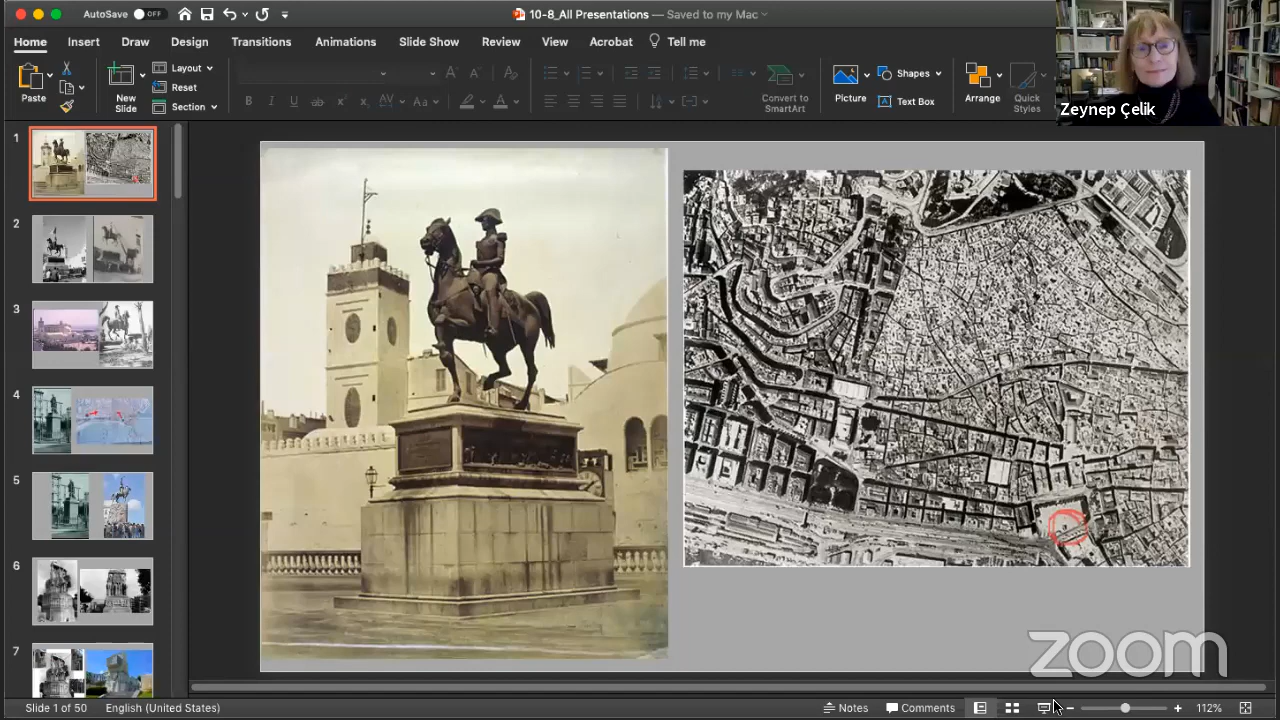 AutoSave OFF 10-8_All Presentations — Saved to my Mac
Home Insert Draw Design Transitions Animations Slide Show Review View Acrobat Tell me
Paste
New Slide
Layout
Reset
Section
Convert to SmartArt
Picture
Shapes
Text Box
Arrange
Quick Styles
Zeynep Çelik
1
2
3
4
5
6
7
zoom
Slide 1 of 50 English (United States) Notes Comments 112%